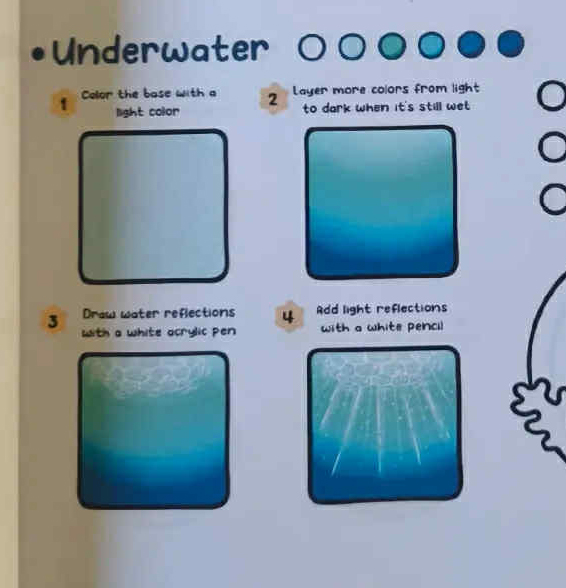 • Underwater
1 Color the base with a
light color
2 Layer more colors from light
to dark when it's still wet
3 Draw water reflections
with a white acrylic pen
4 Add light reflections
with a white pencil